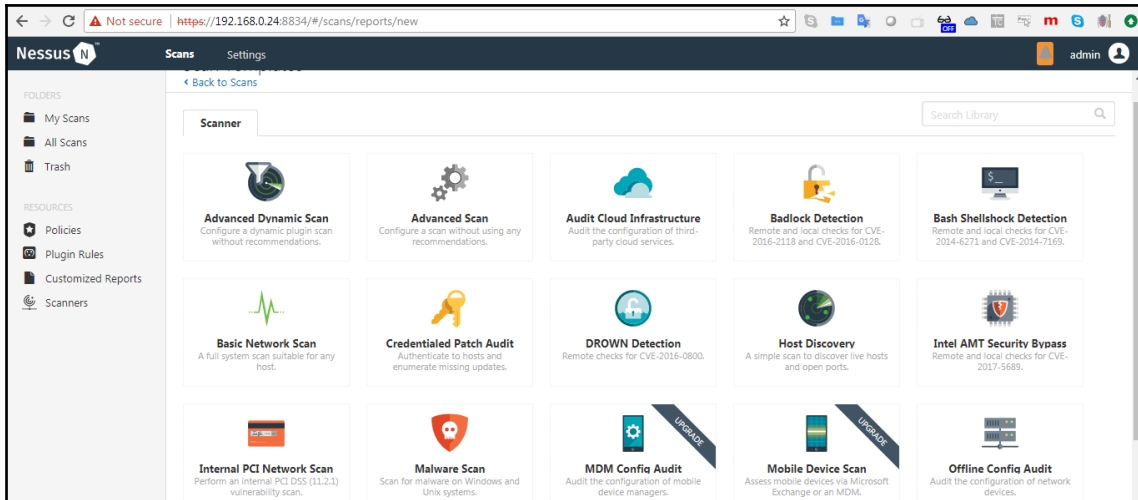 Not secure | https://192.168.0.24:8834/#/scans/reports/new
OFF
Nessus N
Scans
Settings
admin
Back to Scans
FOLDERS
My Scans
All Scans
Trash
RESOURCES
Policies
Plugin Rules
Customized Reports
Scanners
Scanner
Search Library
Advanced Dynamic Scan
Configure a dynamic plugin scan
without recommendations.
Advanced Scan
Configure a scan without using any
recommendations.
Audit Cloud Infrastructure
Audit the configuration of third-
party cloud services.
Badlock Detection
Remote and local checks for CVE-
2016-2118 and CVE-2016-0128.
$_
Bash Shellshock Detection
Remote and local checks for CVE-
2014-6271 and CVE-2014-7169.
Basic Network Scan
A full system scan suitable for any
host.
Credentialed Patch Audit
Authenticate to hosts and
enumerate missing updates.
DROWN Detection
Remote checks for CVE-2016-0800.
Host Discovery
A simple scan to discover live hosts
and open ports.
Intel AMT Security Bypass
Remote and local checks for CVE-
2017-5689.
Internal PCI Network Scan
Perform an internal PCI DSS (11.2.1)
vulnerability scan.
Malware Scan
Scan for malware on Windows and
Unix systems.
UPGRADE
MDM Config Audit
Audit the configuration of mobile
device managers.
UPGRADE
Mobile Device Scan
Assess mobile devices via Microsoft
Exchange or an MDM.
Offline Config Audit
Audit the configuration of network
devices.